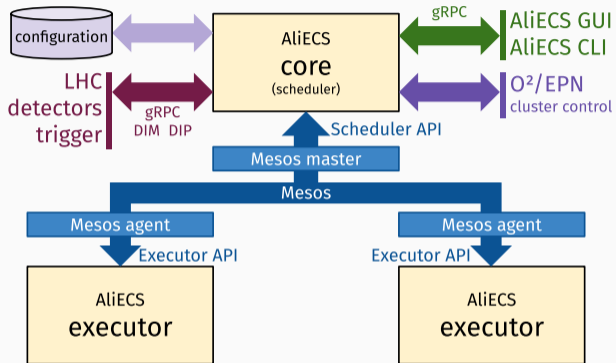 configuration
AliECS
core
(scheduler)
gRPC
AliECS GUI
AliECS CLI
LHC
detectors
trigger
gRPC
DIM DIP
O²/EPN
cluster control
Scheduler API
Mesos master
Mesos
Mesos agent
Mesos agent
Executor API
Executor API
AliECS
executor
AliECS
executor